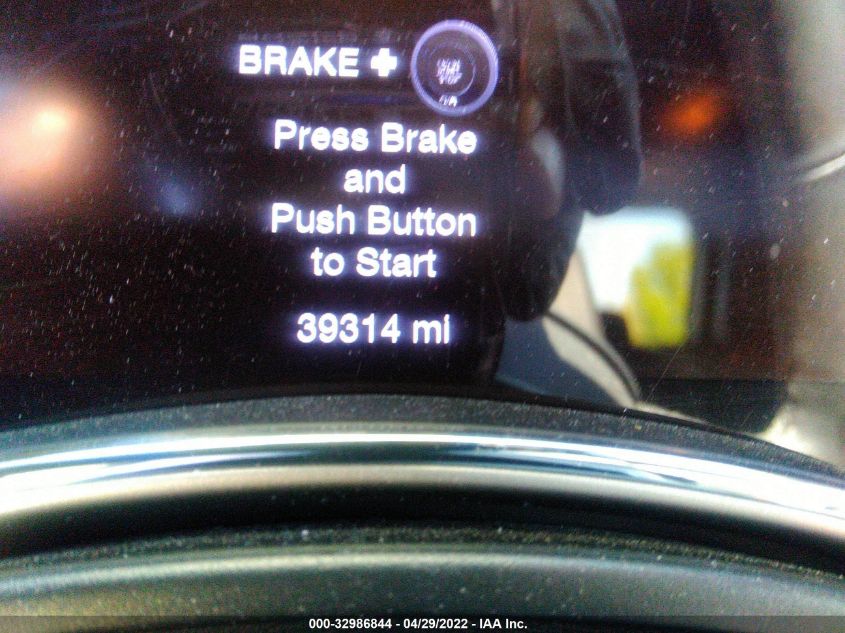 BRAKE +
Press Brake
and
Push Button
to Start
39314 mi
000-32986844 - 04/29/2022 - IAA Inc.